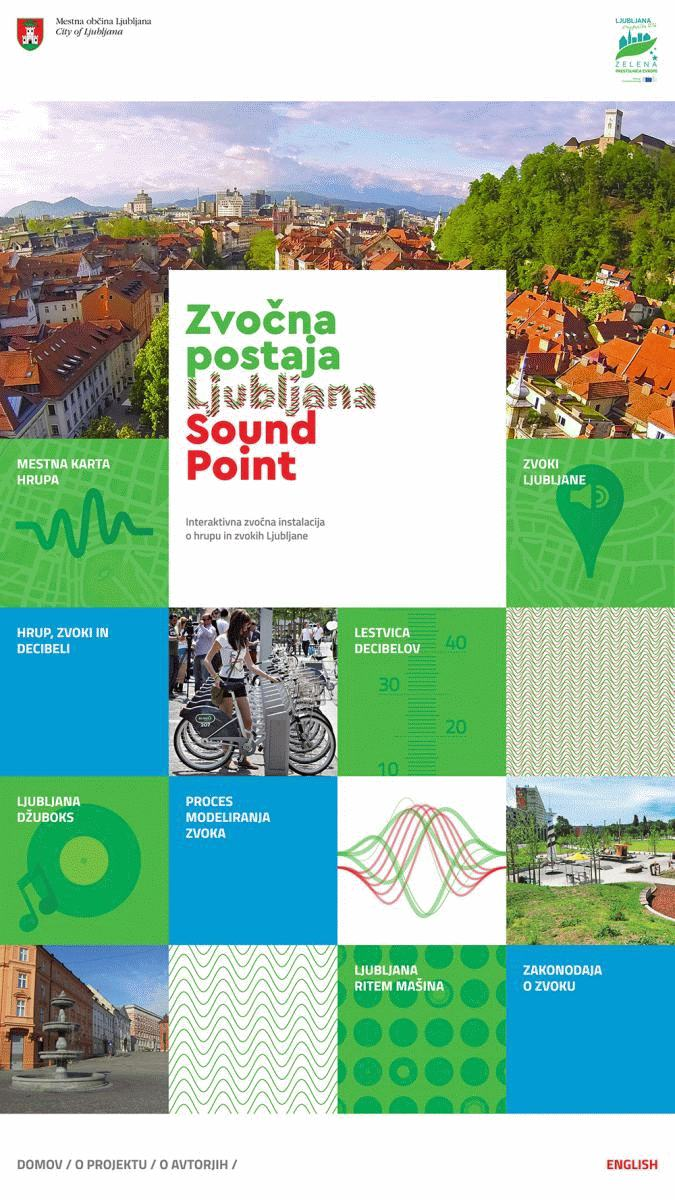 Mestna občina Ljubljana
City of Ljubljana
LJUBLJANA
ZELENA
PRESTOLNICA EVROPE
Zvočna
postaja
Ljubljana
Sound
Point
Interaktivna zvočna instalacija
o hrupu in zvokih Ljubljane
MESTNA KARTA
HRUPA
ZVOKI
LJUBLJANE
HRUP, ZVOKI IN
DECIBELI
LESTVICA
DECIBELOV
40
30
20
10
LJUBLJANA
DŽUBOKS
PROCES
MODELIRANJA
ZVOKA
LJUBLJANA
RITEM MAŠINA
ZAKONODAJA
O ZVOKU
DOMOV / O PROJEKTU / O AVTORJIH /
ENGLISH